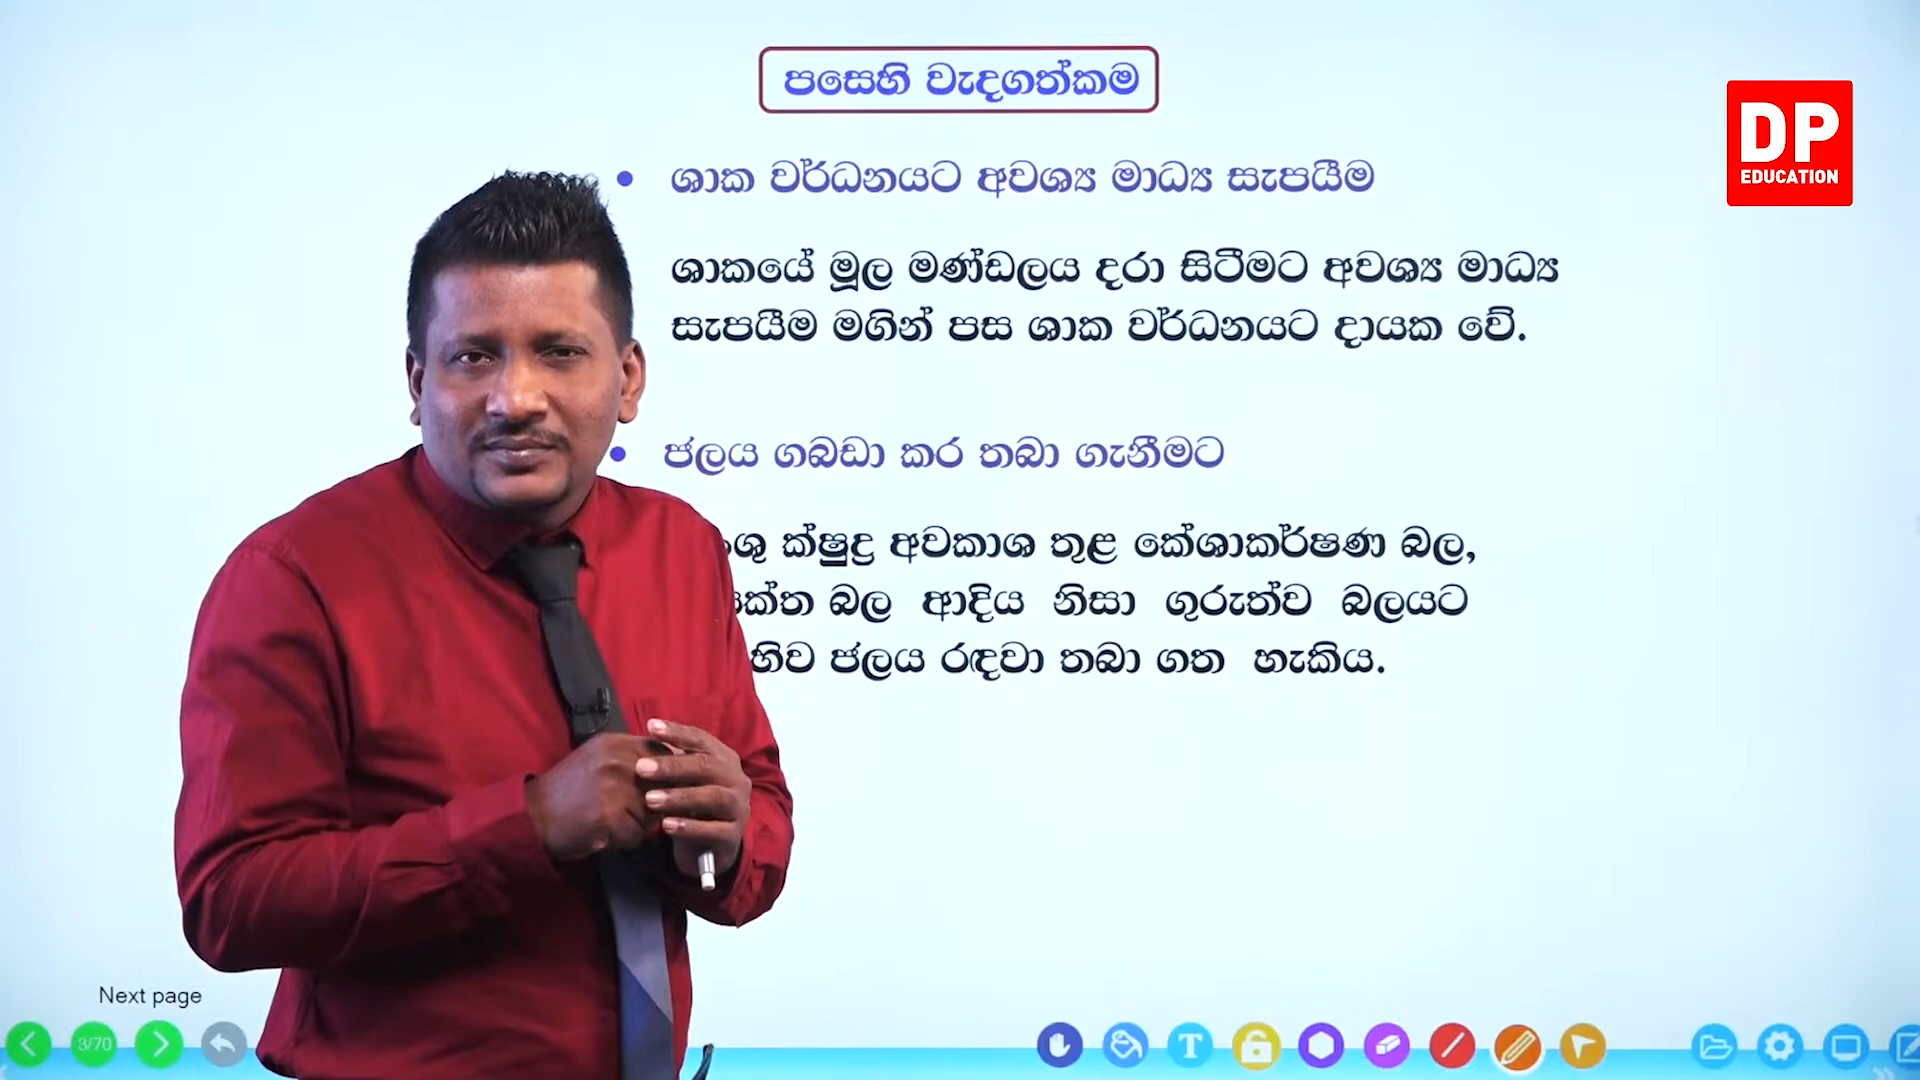 පසෙහි වැදගත්කම
DP
EDUCATION
• ශාක වර්ධනයට අවශ්‍ය මාධ්‍ය සැපයීම
ශාකයේ මූල මණ්ඩලය දරා සිටීමට අවශ්‍ය මාධ්‍ය
සැපයීම මගින් පස ශාක වර්ධනයට දායක වේ.
• ජලය ගබඩා කර තබා ගැනීමට
ක්ෂුද්‍ර අවකාශ තුළ කේශාකර්ෂණ බල,
බල ආදිය නිසා ගුරුත්ව බලයට
ජලය රඳවා තබා ගත හැකිය.
Next page
3/70
T